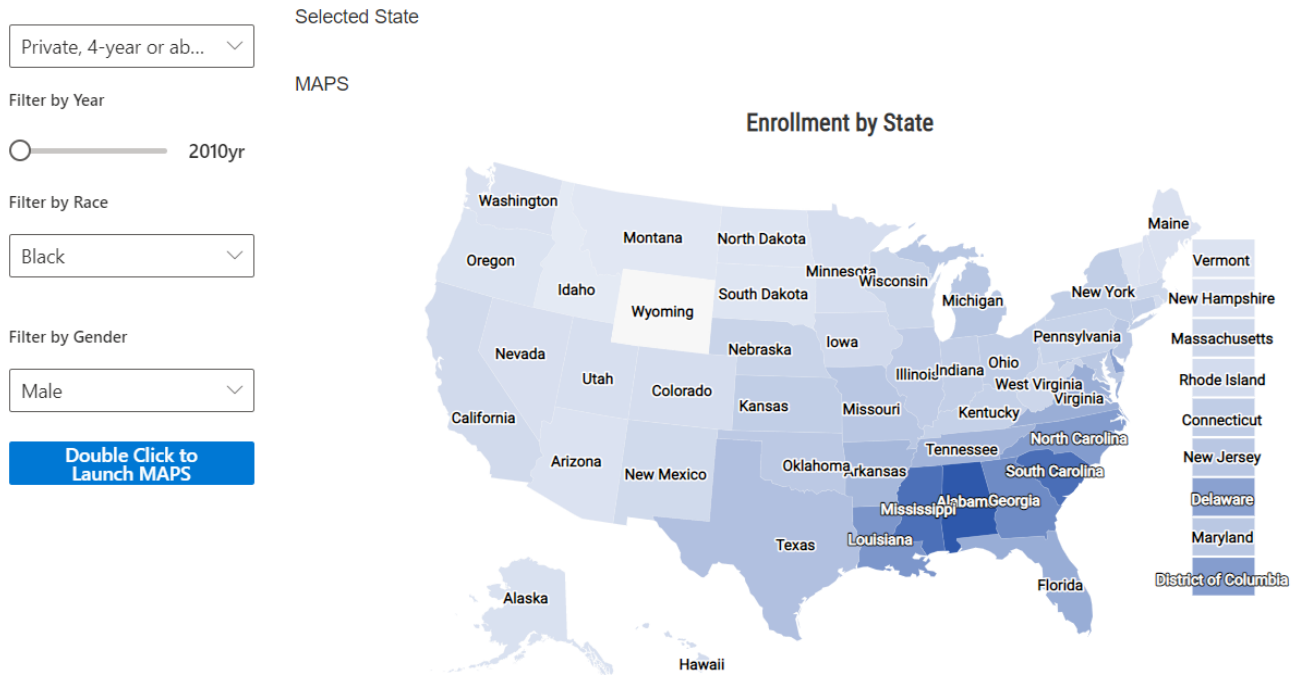 Selected State
Private, 4-year or ab...
MAPS
Filter by Year
2010yr
Filter by Race
Black
Filter by Gender
Male
Double Click to
Launch MAPS
Enrollment by State
Washington
Montana
North Dakota
Maine
Oregon
Minnesota
Vermont
Idaho
South Dakota
Wisconsin
New York
New Hampshire
Wyoming
Michigan
Massachusetts
Nevada
Nebraska
Iowa
Pennsylvania
Utah
Colorado
Illinois
Indiana
Ohio
West Virginia
Virginia
Rhode Island
California
Kansas
Missouri
Kentucky
Connecticut
Arizona
New Mexico
Oklahoma
Arkansas
Tennessee
North Carolina
New Jersey
South Carolina
Mississippi
Alabam
Georgia
Delaware
Texas
Louisiana
Maryland
Florida
District of Columbia
Alaska
Hawaii